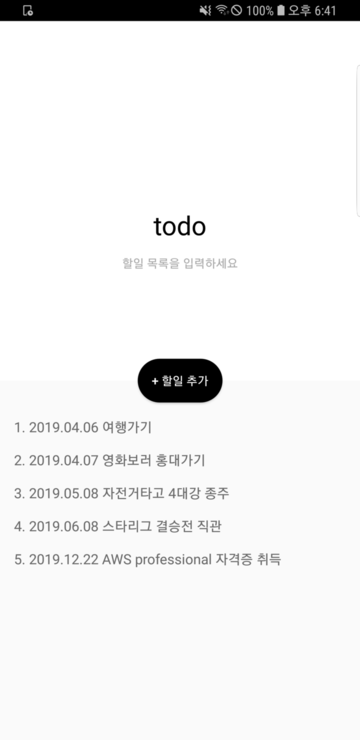 100% 오후 6:41
todo
할일 목록을 입력하세요
+ 할일 추가
1. 2019.04.06 여행가기
2. 2019.04.07 영화보러 홍대가기
3. 2019.05.08 자전거타고 4대강 종주
4. 2019.06.08 스타리그 결승전 직관
5. 2019.12.22 AWS professional 자격증 취득